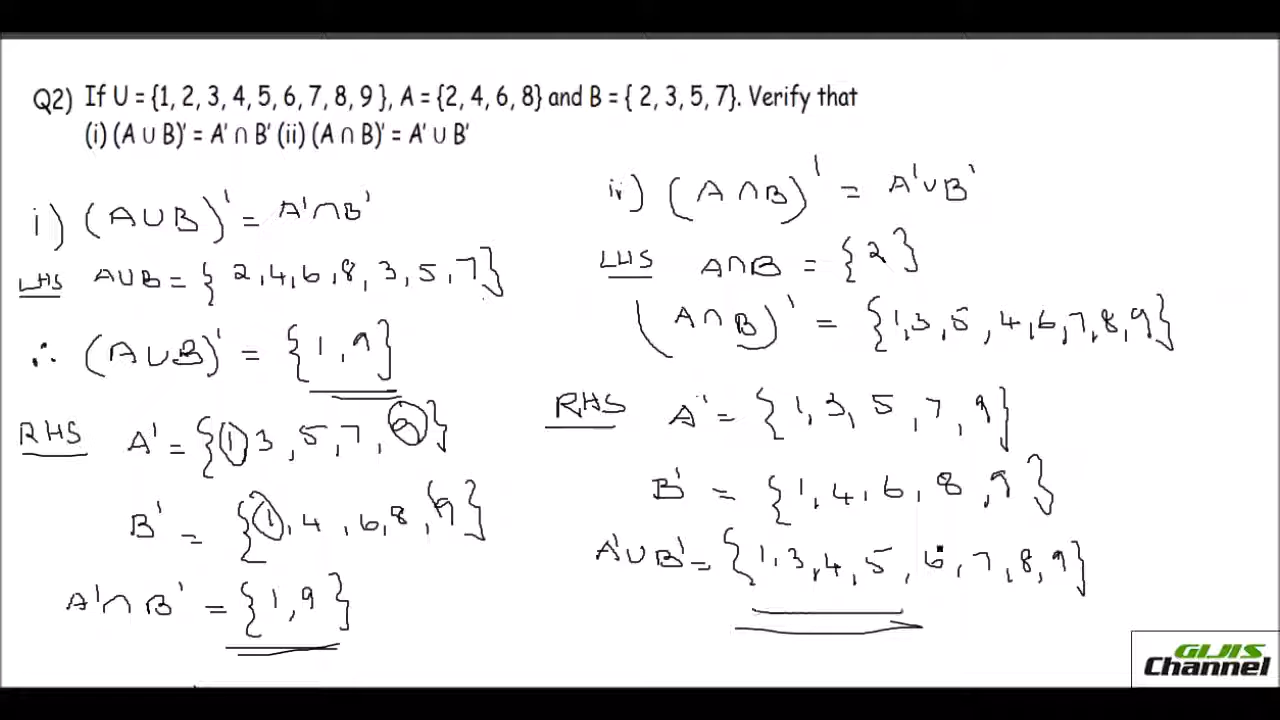 Q2) If U = {1, 2, 3, 4, 5, 6, 7, 8, 9 }, A = {2, 4, 6, 8} and B = { 2, 3, 5, 7}. Verify that
(i) (A ∪ B)' = A' ∩ B' (ii) (A ∩ B)' = A' ∪ B'
i) (A∪B)' = A'∩B'
LHS A∪B = { 2,4,6,8,3,5,7}
∴ (A∪B)' = {1,9}
RHS A' = {1 3,5,7,9}
B' = {1,4,6,8,9}
A'∩B' = {1,9}
iv) (A∩B)' = A'∪B'
LHS A∩B = {2}
(A∩B)' = {1,3,5,4,6,7,8,9}
RHS A' = {1,3,5,7,9}
B' = {1,4,6,8,9}
A'∪B' = {1,3,4,5,6,7,8,9}
GIJIS
Channel